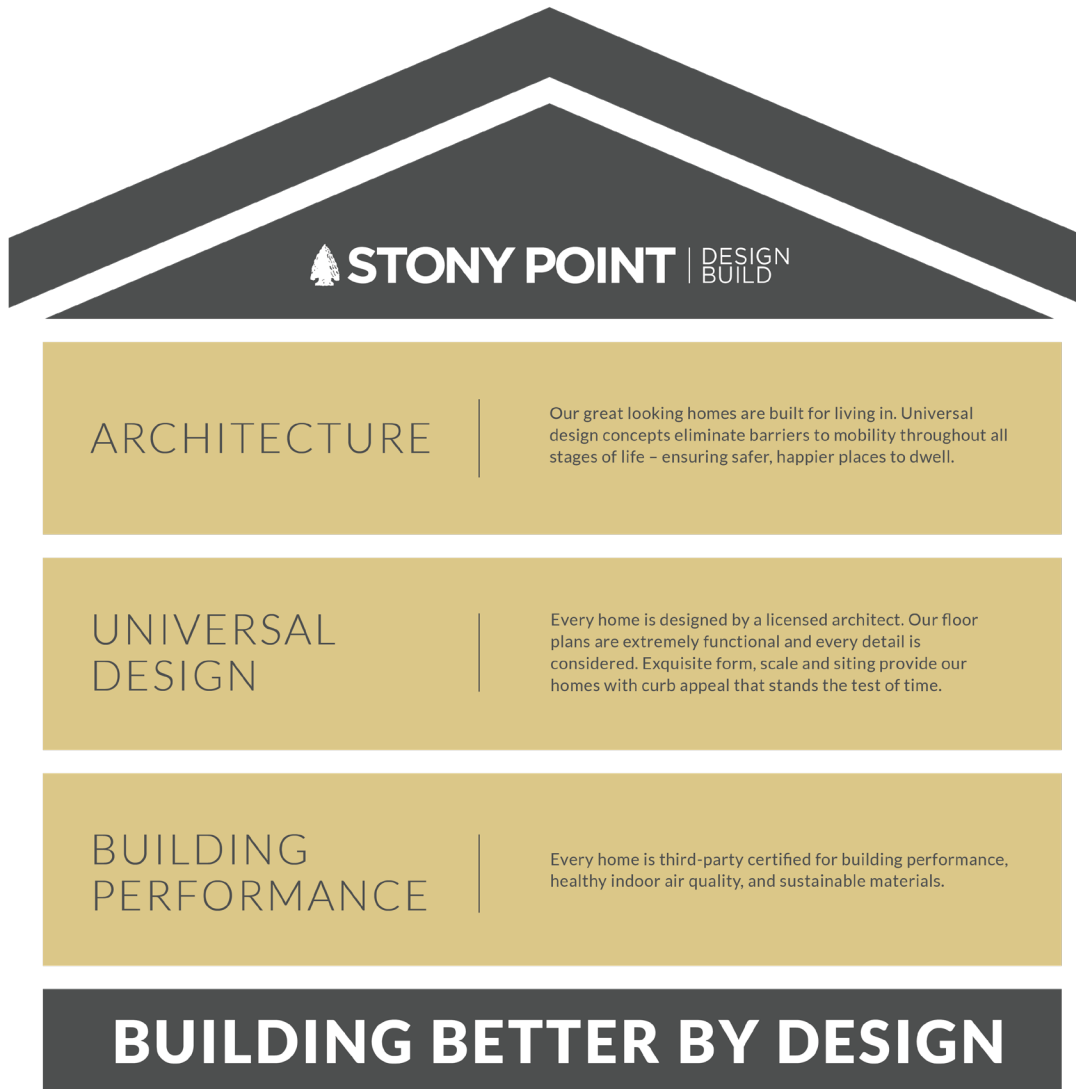 STONY POINT | DESIGN
BUILD
ARCHITECTURE
Our great looking homes are built for living in. Universal
design concepts eliminate barriers to mobility throughout all
stages of life – ensuring safer, happier places to dwell.
UNIVERSAL
DESIGN
Every home is designed by a licensed architect. Our floor
plans are extremely functional and every detail is
considered. Exquisite form, scale and siting provide our
homes with curb appeal that stands the test of time.
BUILDING
PERFORMANCE
Every home is third-party certified for building performance,
healthy indoor air quality, and sustainable materials.
BUILDING BETTER BY DESIGN